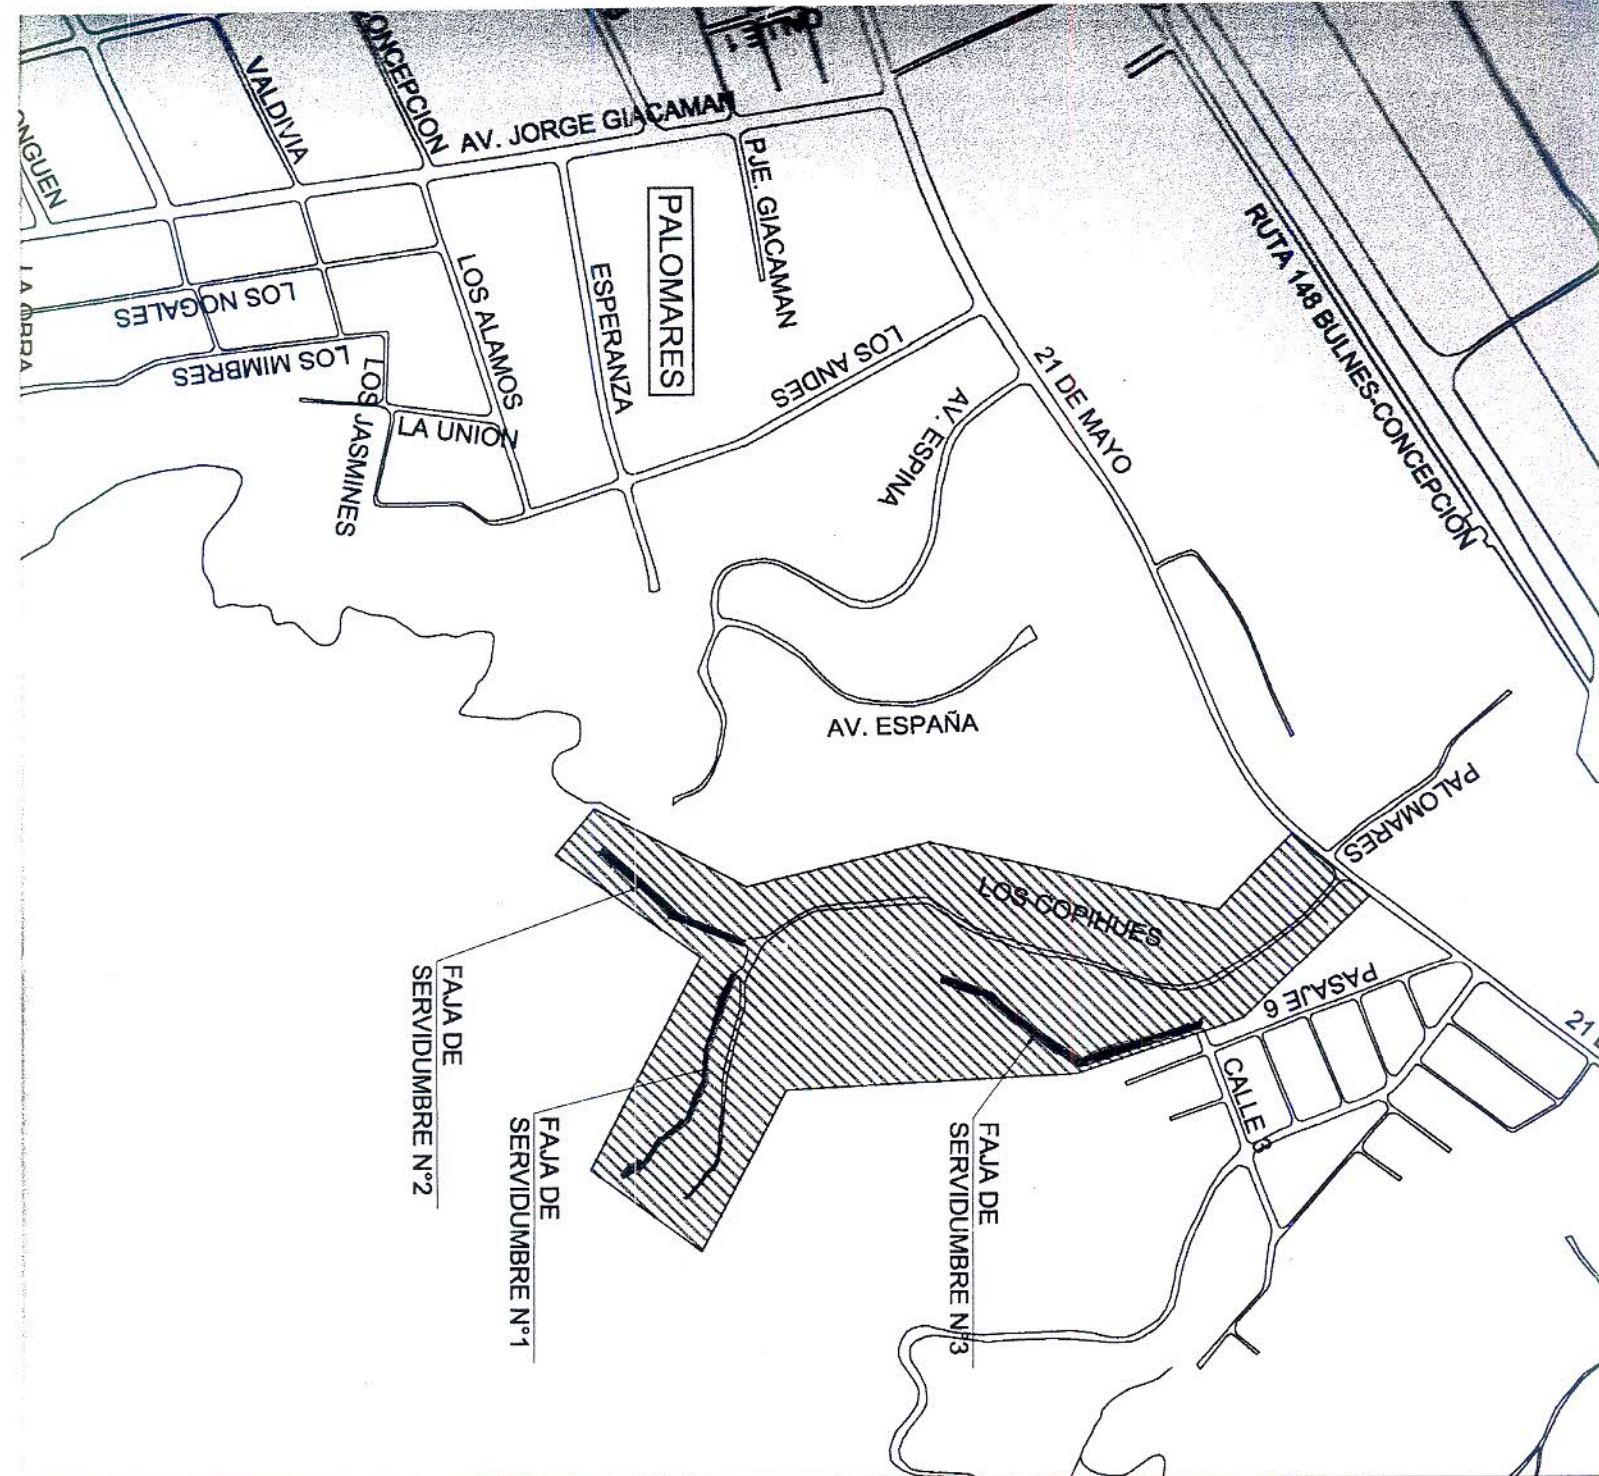 VALDIVIA
CONCEPCION
AV. JORGE GIACAMAN
PJE. GIACAMAN
PALOMARES
RUTA 148 BULNES-CONCEPCIÓN
LOS NOGALES
LOS MIMBRES
LOS ALAMOS
ESPERANZA
LOS JASMINES
LA UNION
LOS ANDES
AV. ESPINA
21 DE MAYO
AV. ESPAÑA
PALOMARES
LOS COPIHUES
PASAJE 6
CALLE 3
21
FAJA DE
SERVIDUMBRE N°2
FAJA DE
SERVIDUMBRE N°1
FAJA DE
SERVIDUMBRE N°3